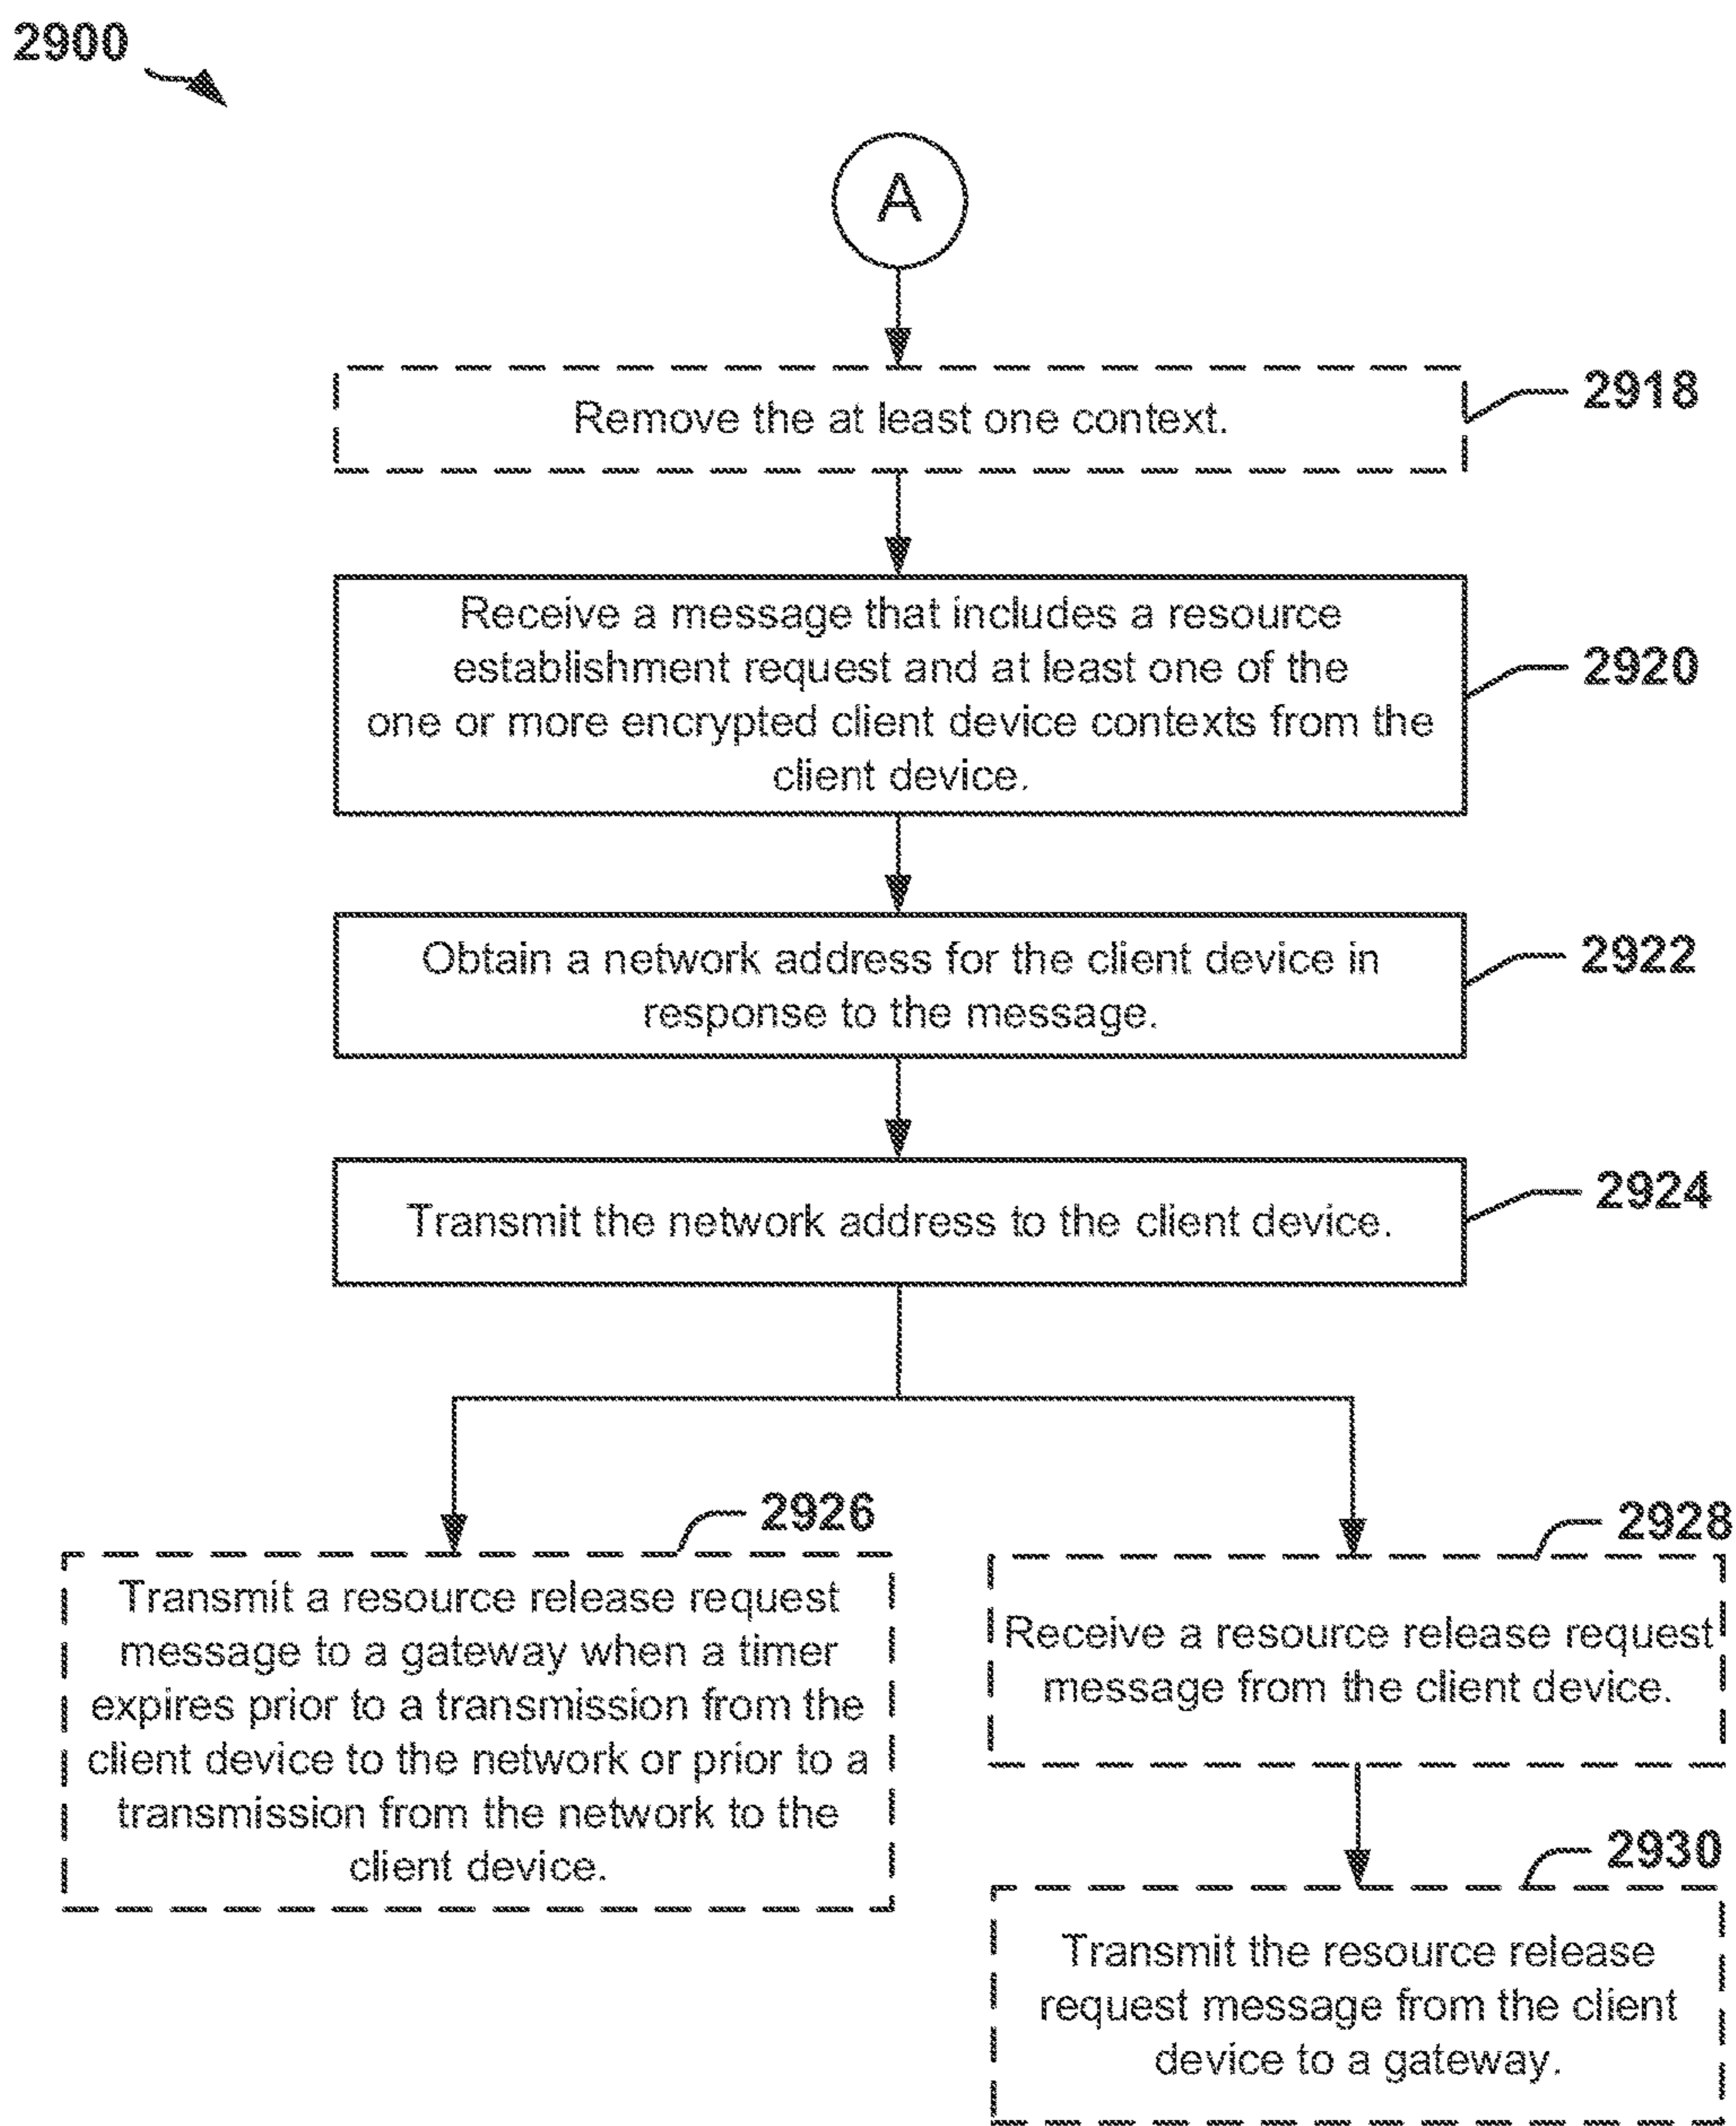 2900
A
Remove the at least one context.
2918
Receive a message that includes a resource
establishment request and at least one of the
one or more encrypted client device contexts from the
client device.
2920
Obtain a network address for the client device in
response to the message.
2922
Transmit the network address to the client device.
2924
2926
Transmit a resource release request
message to a gateway when a timer
expires prior to a transmission from the
client device to the network or prior to a
transmission from the network to the
client device.
2928
Receive a resource release request
message from the client device.
2930
Transmit the resource release
request message from the client
device to a gateway.